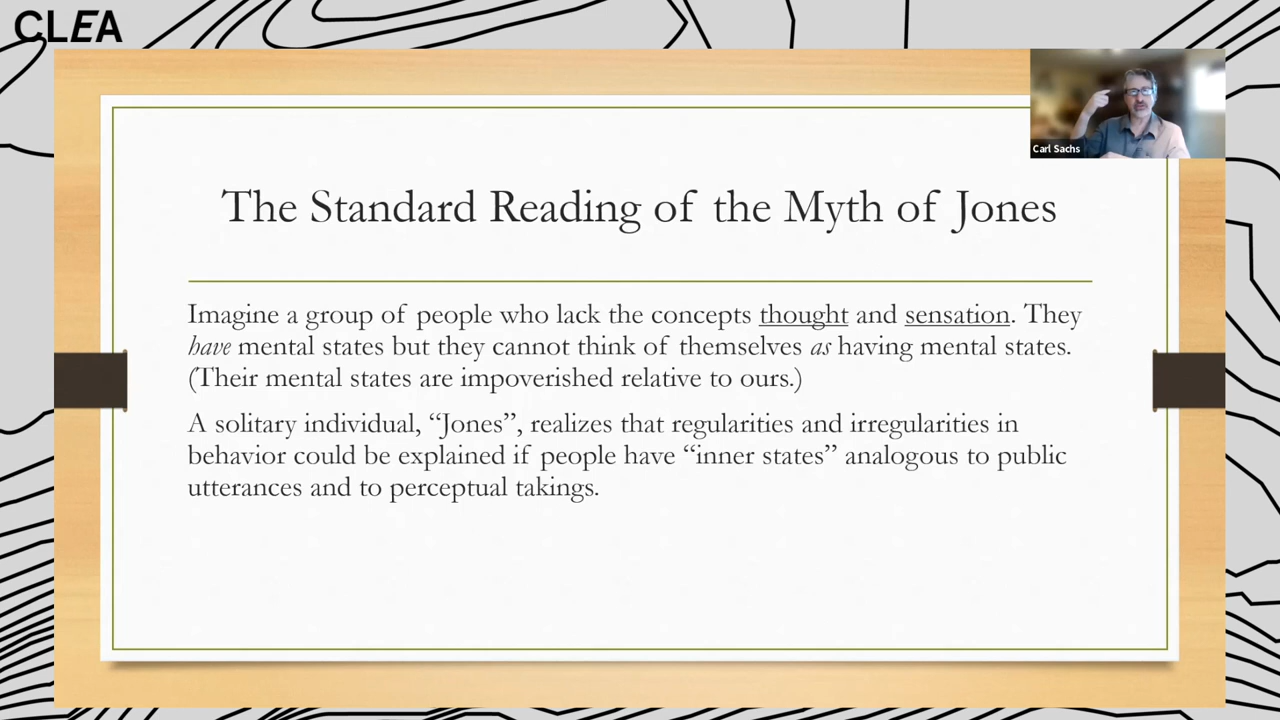 CLEA
Carl Sachs
The Standard Reading of the Myth of Jones
Imagine a group of people who lack the concepts thought and sensation. They
have mental states but they cannot think of themselves as having mental states.
(Their mental states are impoverished relative to ours.)
A solitary individual, “Jones”, realizes that regularities and irregularities in
behavior could be explained if people have “inner states” analogous to public
utterances and to perceptual takings.